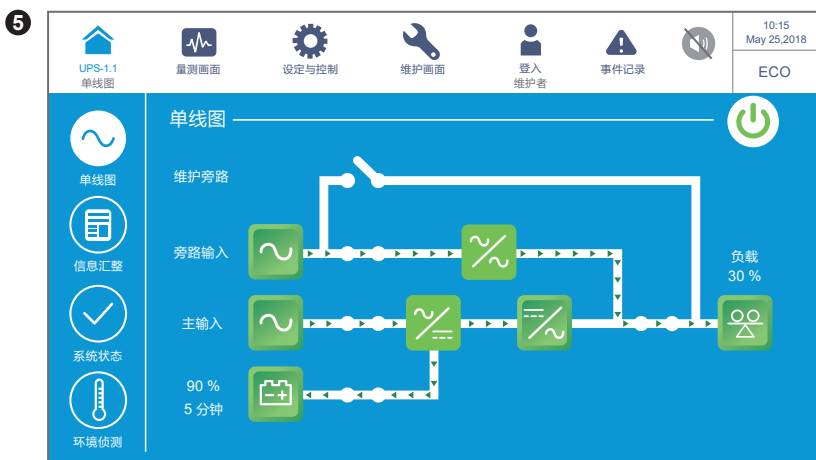 5
UPS-1.1
单线图
量测画面
设定与控制
维护画面
登入
维护者
事件记录
10:15
May 25,2018
ECO
单线图
信息汇整
系统状态
环境侦测
单线图
维护旁路
旁路输入
主输入
90 %
5 分钟
负载
30 %